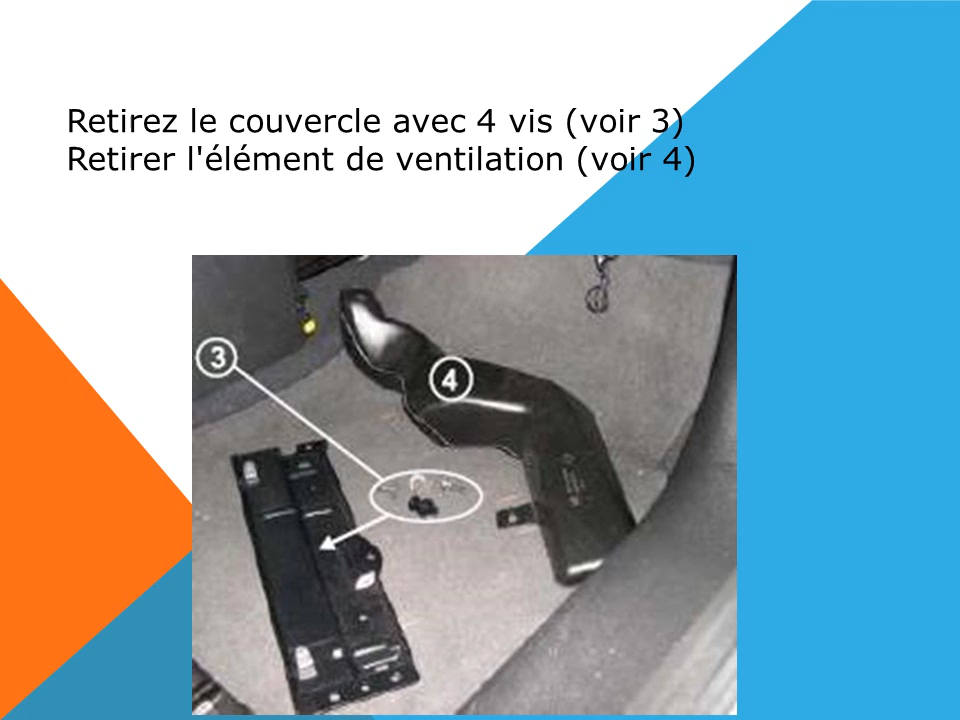 Retirez le couvercle avec 4 vis (voir 3)
Retirer l'élément de ventilation (voir 4)
3
4